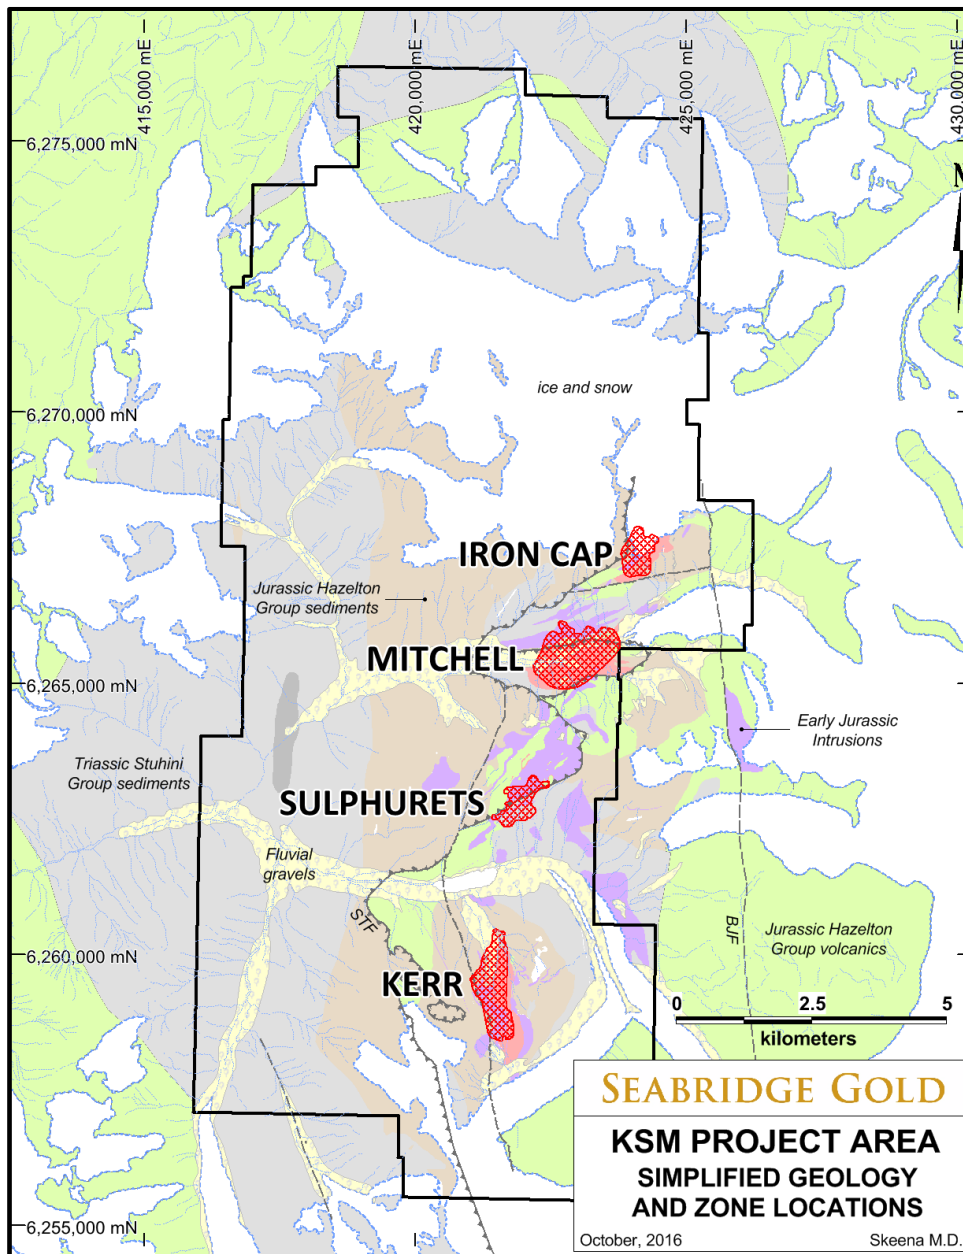 415,000 mE
420,000 mE
425,000 mE
430,000 mE
6,275,000 mN
N
6,270,000 mN
ice and snow
IRON CAP
Jurassic Hazelton
Group sediments
MITCHELL
6,265,000 mN
Early Jurassic
Intrusions
Triassic Stuhini
Group sediments
SULPHURETS
Fluvial
gravels
STF
BJF
Jurassic Hazelton
Group volcanics
6,260,000 mN
KERR
0 2.5 5
kilometers
SEABRIDGE GOLD
KSM PROJECT AREA
SIMPLIFIED GEOLOGY
AND ZONE LOCATIONS
6,255,000 mN
October, 2016 Skeena M.D.